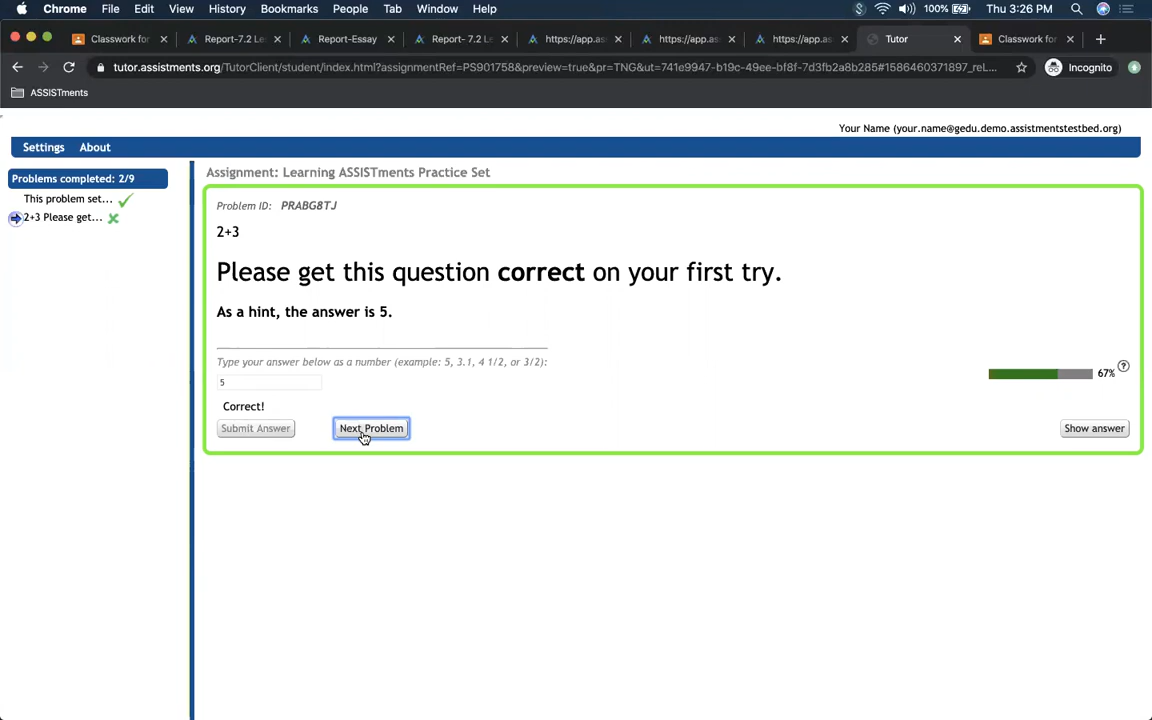 Chrome File Edit View History Bookmarks People Tab Window Help 100% Thu 3:26 PM
Classwork for Report-7.2 Le Report-Essay Report- 7.2 Le https://app.as https://app.as https://app.as Tutor Classwork for
tutor.assistments.org/TutorClient/student/index.html?assignmentRef=PS901758&preview=true&pr=TNG&ut=741e9947-b19c-49ee-bf8f-7d3fb2a8b285#1586460371897_reL... Incognito
ASSISTments
Your Name (your.name@gedu.demo.assistmentstestbed.org)
Settings About
Problems completed: 2/9
This problem set...
2+3 Please get...
Assignment: Learning ASSISTments Practice Set
Problem ID: PRABG8TJ
2+3
Please get this question correct on your first try.
As a hint, the answer is 5.
Type your answer below as a number (example: 5, 3.1, 4 1/2, or 3/2):
5
67% ?
Correct!
Submit Answer Next Problem Show answer